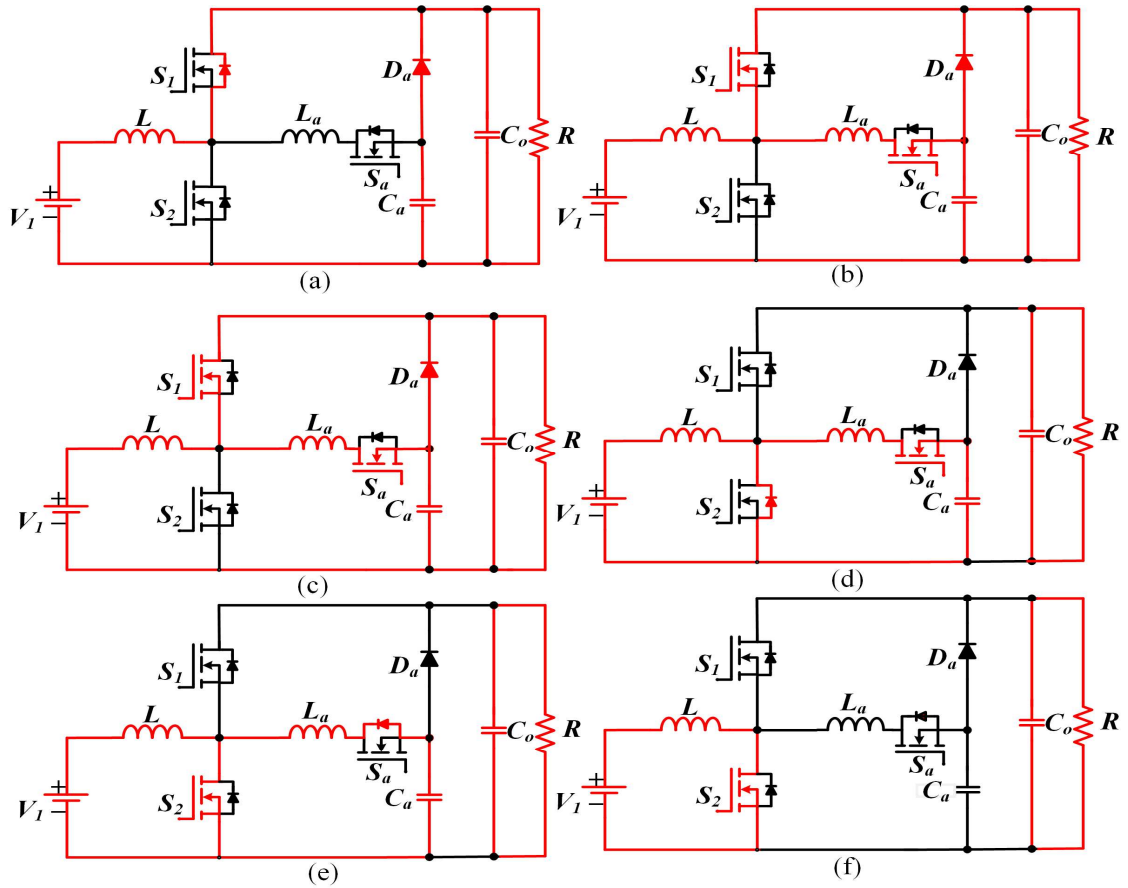 S1
Da
L
La
Co
R
Sa
S2
Ca
+
V1
−
(a)
S1
Da
L
La
Co
R
Sa
S2
Ca
+
V1
−
(b)
S1
Da
L
La
Co
R
Sa
S2
Ca
+
V1
−
(c)
S1
Da
L
La
Co
R
Sa
S2
Ca
+
V1
−
(d)
S1
Da
L
La
Co
R
Sa
S2
Ca
+
V1
−
(e)
S1
Da
L
La
Co
R
Sa
S2
Ca
+
V1
−
(f)